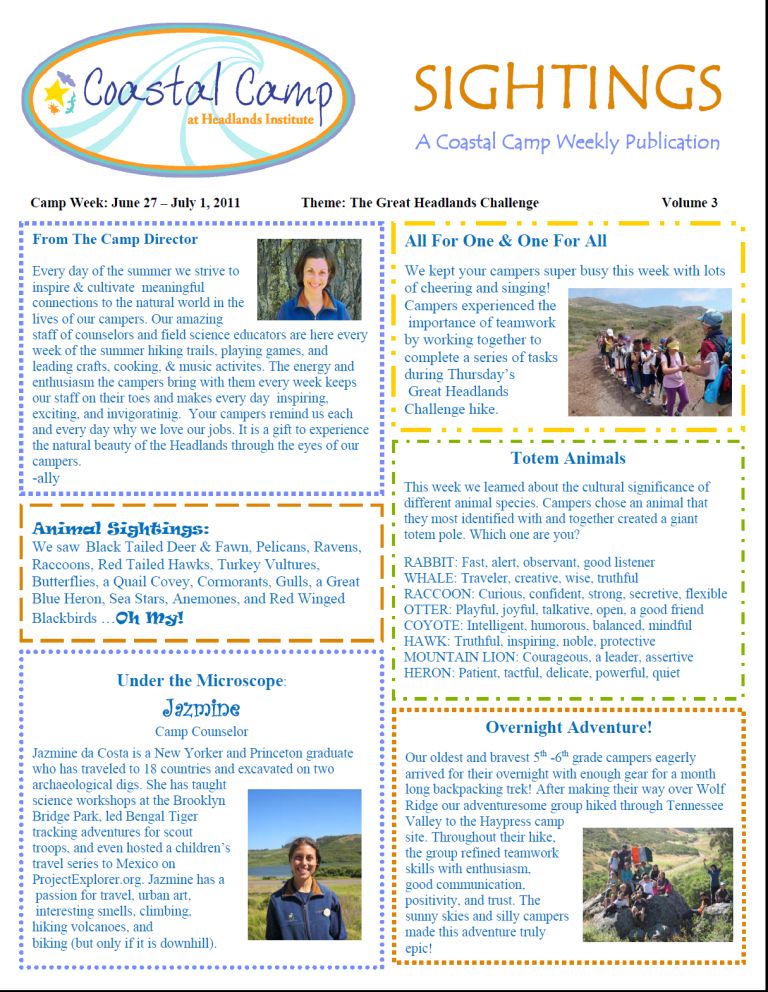 Coastal Camp
at Headlands Institute
SIGHTINGS
A Coastal Camp Weekly Publication
Camp Week: June 27 – July 1, 2011 Theme: The Great Headlands Challenge Volume 3
From The Camp Director
Every day of the summer we strive to
inspire & cultivate meaningful
connections to the natural world in the
lives of our campers. Our amazing
staff of counselors and field science educators are here every
week of the summer hiking trails, playing games, and
leading crafts, cooking, & music activites. The energy and
enthusiasm the campers bring with them every week keeps
our staff on their toes and makes every day inspiring,
exciting, and invigoratinig. Your campers remind us each
and every day why we love our jobs. It is a gift to experience
the natural beauty of the Headlands through the eyes of our
campers.
-ally
Animal Sightings:
We saw Black Tailed Deer & Fawn, Pelicans, Ravens,
Raccoons, Red Tailed Hawks, Turkey Vultures,
Butterflies, a Quail Covey, Cormorants, Gulls, a Great
Blue Heron, Sea Stars, Anemones, and Red Winged
Blackbirds …Oh My!
Under the Microscope:
Jazmine
Camp Counselor
Jazmine da Costa is a New Yorker and Princeton graduate
who has traveled to 18 countries and excavated on two
archaeological digs. She has taught
science workshops at the Brooklyn
Bridge Park, led Bengal Tiger
tracking adventures for scout
troops, and even hosted a children's
travel series to Mexico on
ProjectExplorer.org. Jazmine has a
passion for travel, urban art,
interesting smells, climbing,
hiking volcanoes, and
biking (but only if it is downhill).
All For One & One For All
We kept your campers super busy this week with lots
of cheering and singing!
Campers experienced the
importance of teamwork
by working together to
complete a series of tasks
during Thursday's
Great Headlands
Challenge hike.
Totem Animals
This week we learned about the cultural significance of
different animal species. Campers chose an animal that
they most identified with and together created a giant
totem pole. Which one are you?
RABBIT: Fast, alert, observant, good listener
WHALE: Traveler, creative, wise, truthful
RACCOON: Curious, confident, strong, secretive, flexible
OTTER: Playful, joyful, talkative, open, a good friend
COYOTE: Intelligent, humorous, balanced, mindful
HAWK: Truthful, inspiring, noble, protective
MOUNTAIN LION: Courageous, a leader, assertive
HERON: Patient, tactful, delicate, powerful, quiet
Overnight Adventure!
Our oldest and bravest 5th -6th grade campers eagerly
arrived for their overnight with enough gear for a month
long backpacking trek! After making their way over Wolf
Ridge our adventuresome group hiked through Tennessee
Valley to the Haypress camp
site. Throughout their hike,
the group refined teamwork
skills with enthusiasm,
good communication,
positivity, and trust. The
sunny skies and silly campers
made this adventure truly
epic!